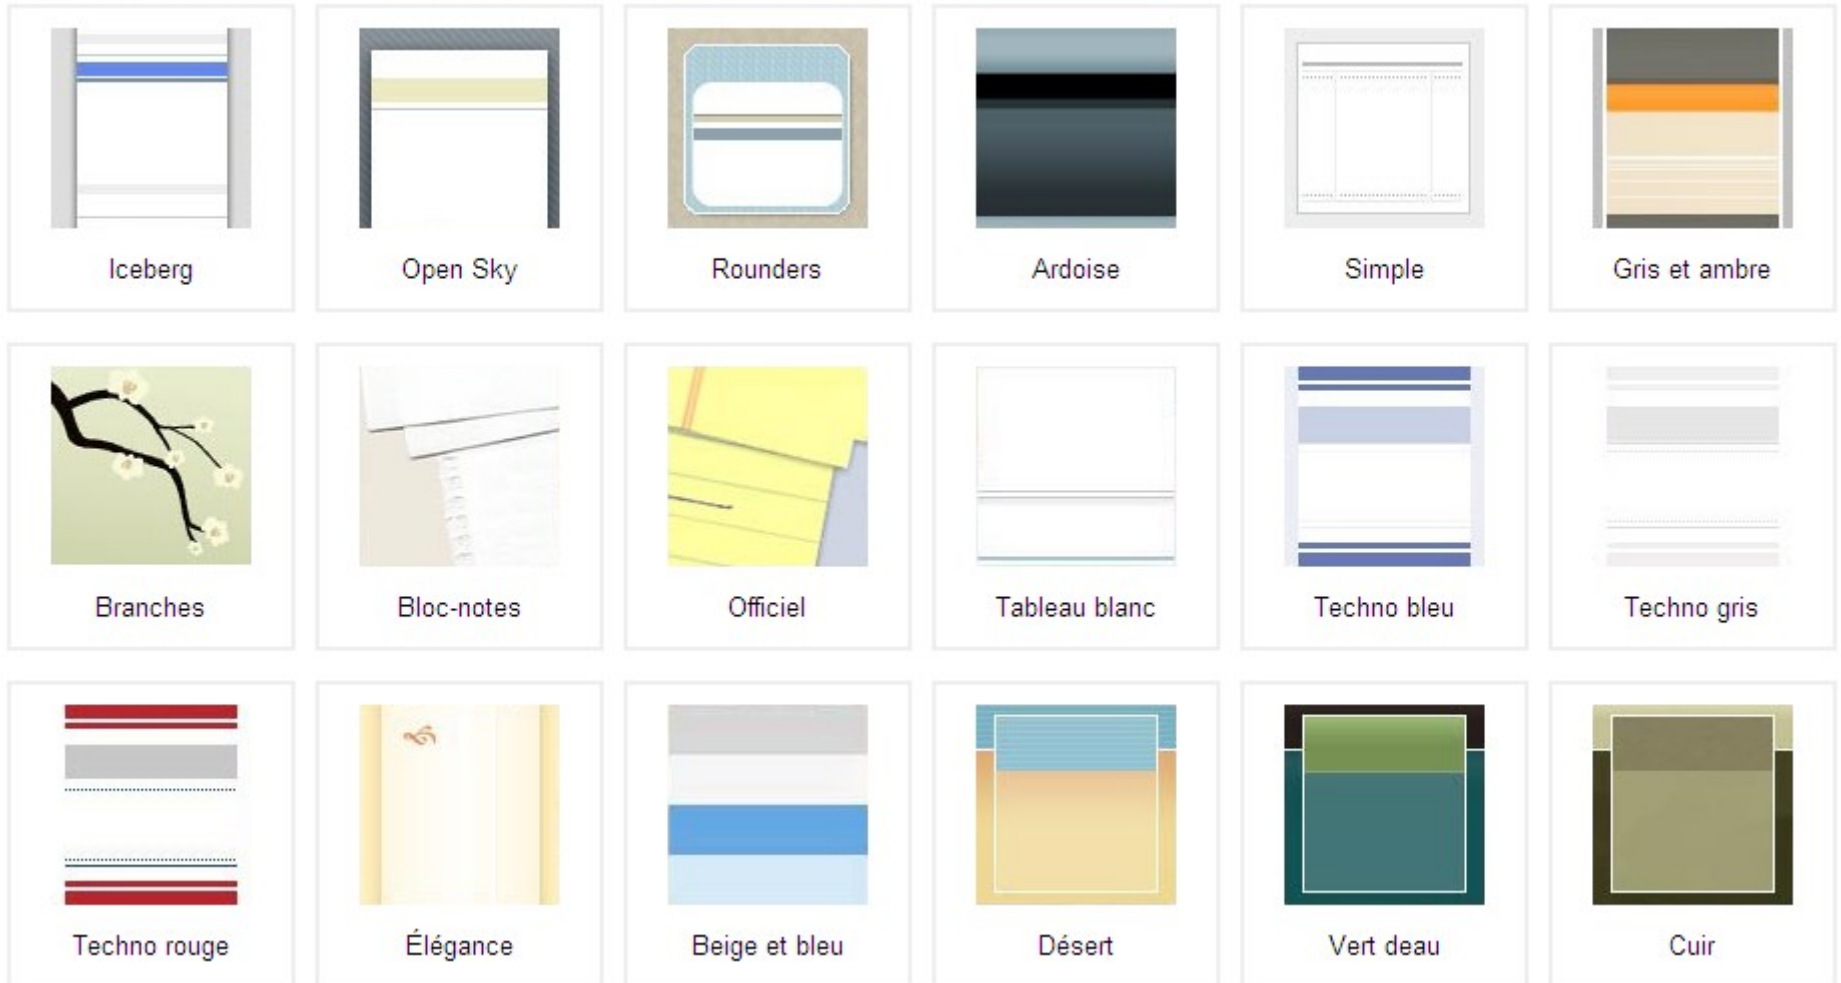 Iceberg
Open Sky
Rounders
Ardoise
Simple
Gris et ambre
Branches
Bloc-notes
Officiel
Tableau blanc
Techno bleu
Techno gris
Techno rouge
Élégance
Beige et bleu
Désert
Vert deau
Cuir